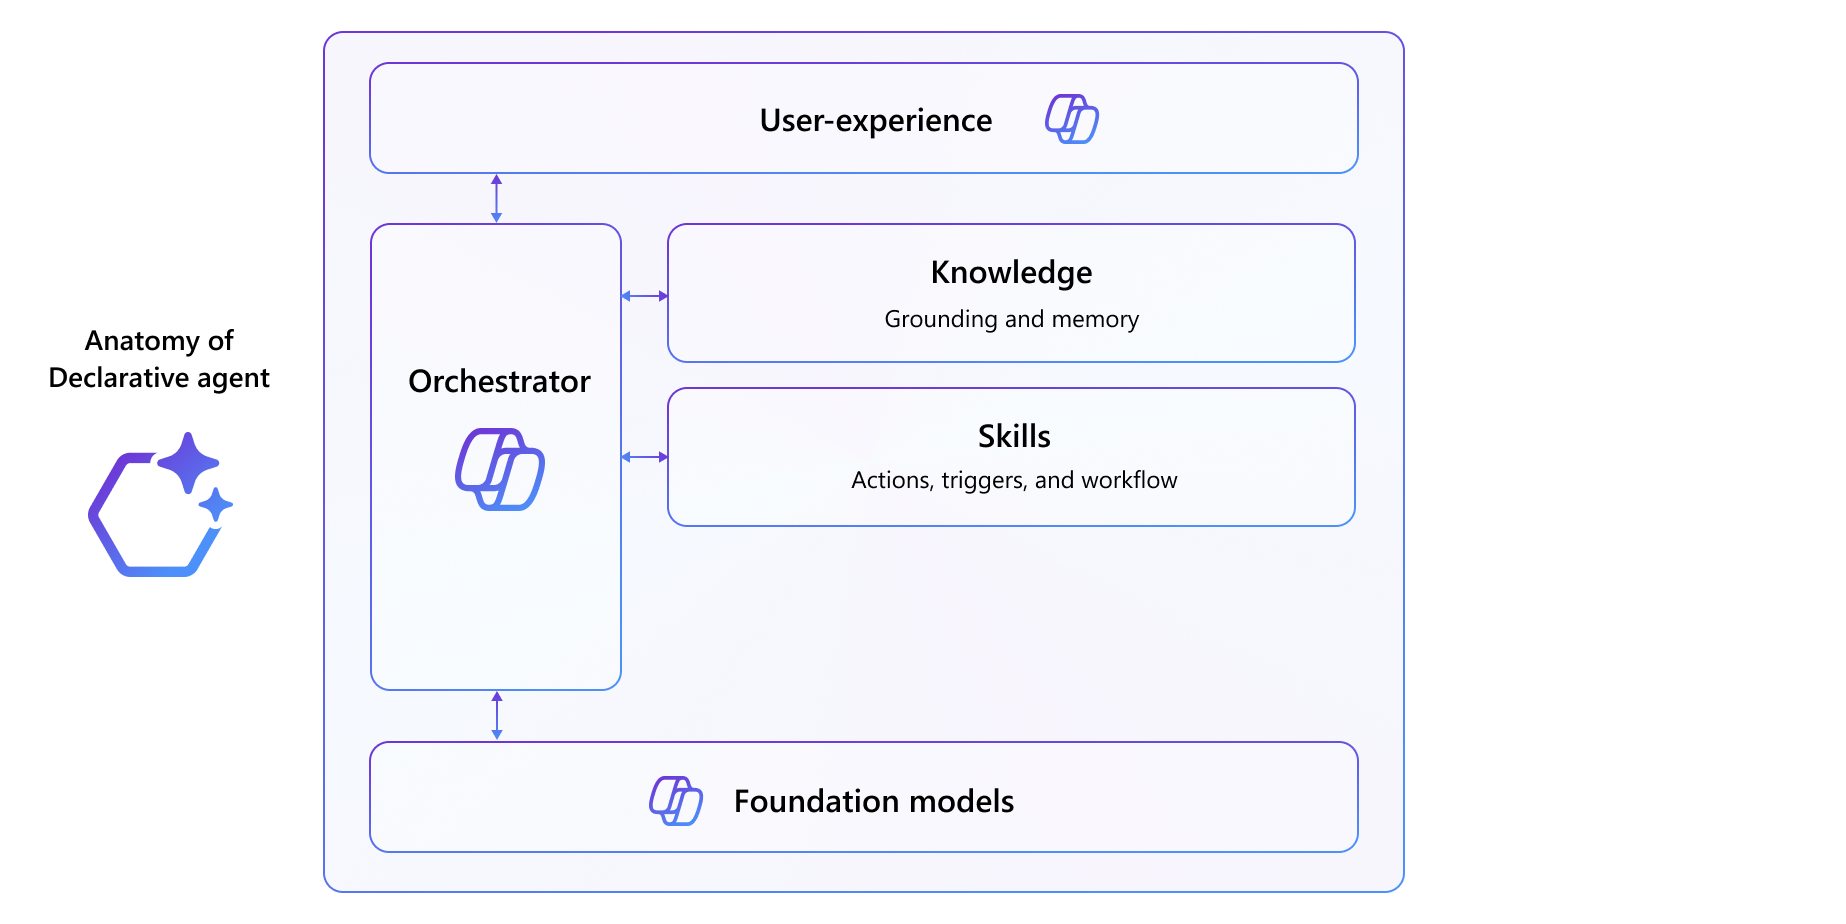 Anatomy of
Declarative agent
User-experience
Orchestrator
Knowledge
Grounding and memory
Skills
Actions, triggers, and workflow
Foundation models